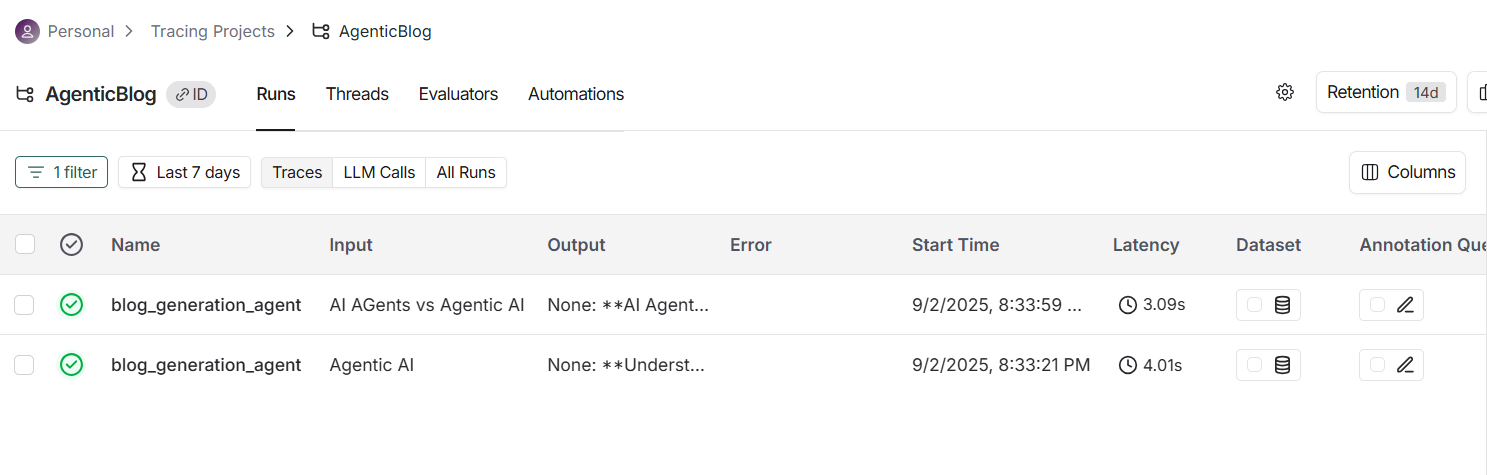 Personal > Tracing Projects > AgenticBlog
AgenticBlog ID Runs Threads Evaluators Automations Retention 14d
1 filter Last 7 days Traces LLM Calls All Runs Columns
Name Input Output Error Start Time Latency Dataset Annotation Que
blog_generation_agent AI AGents vs Agentic AI None: **AI Agent... 9/2/2025, 8:33:59 ... 3.09s
blog_generation_agent Agentic AI None: **Underst... 9/2/2025, 8:33:21 PM 4.01s